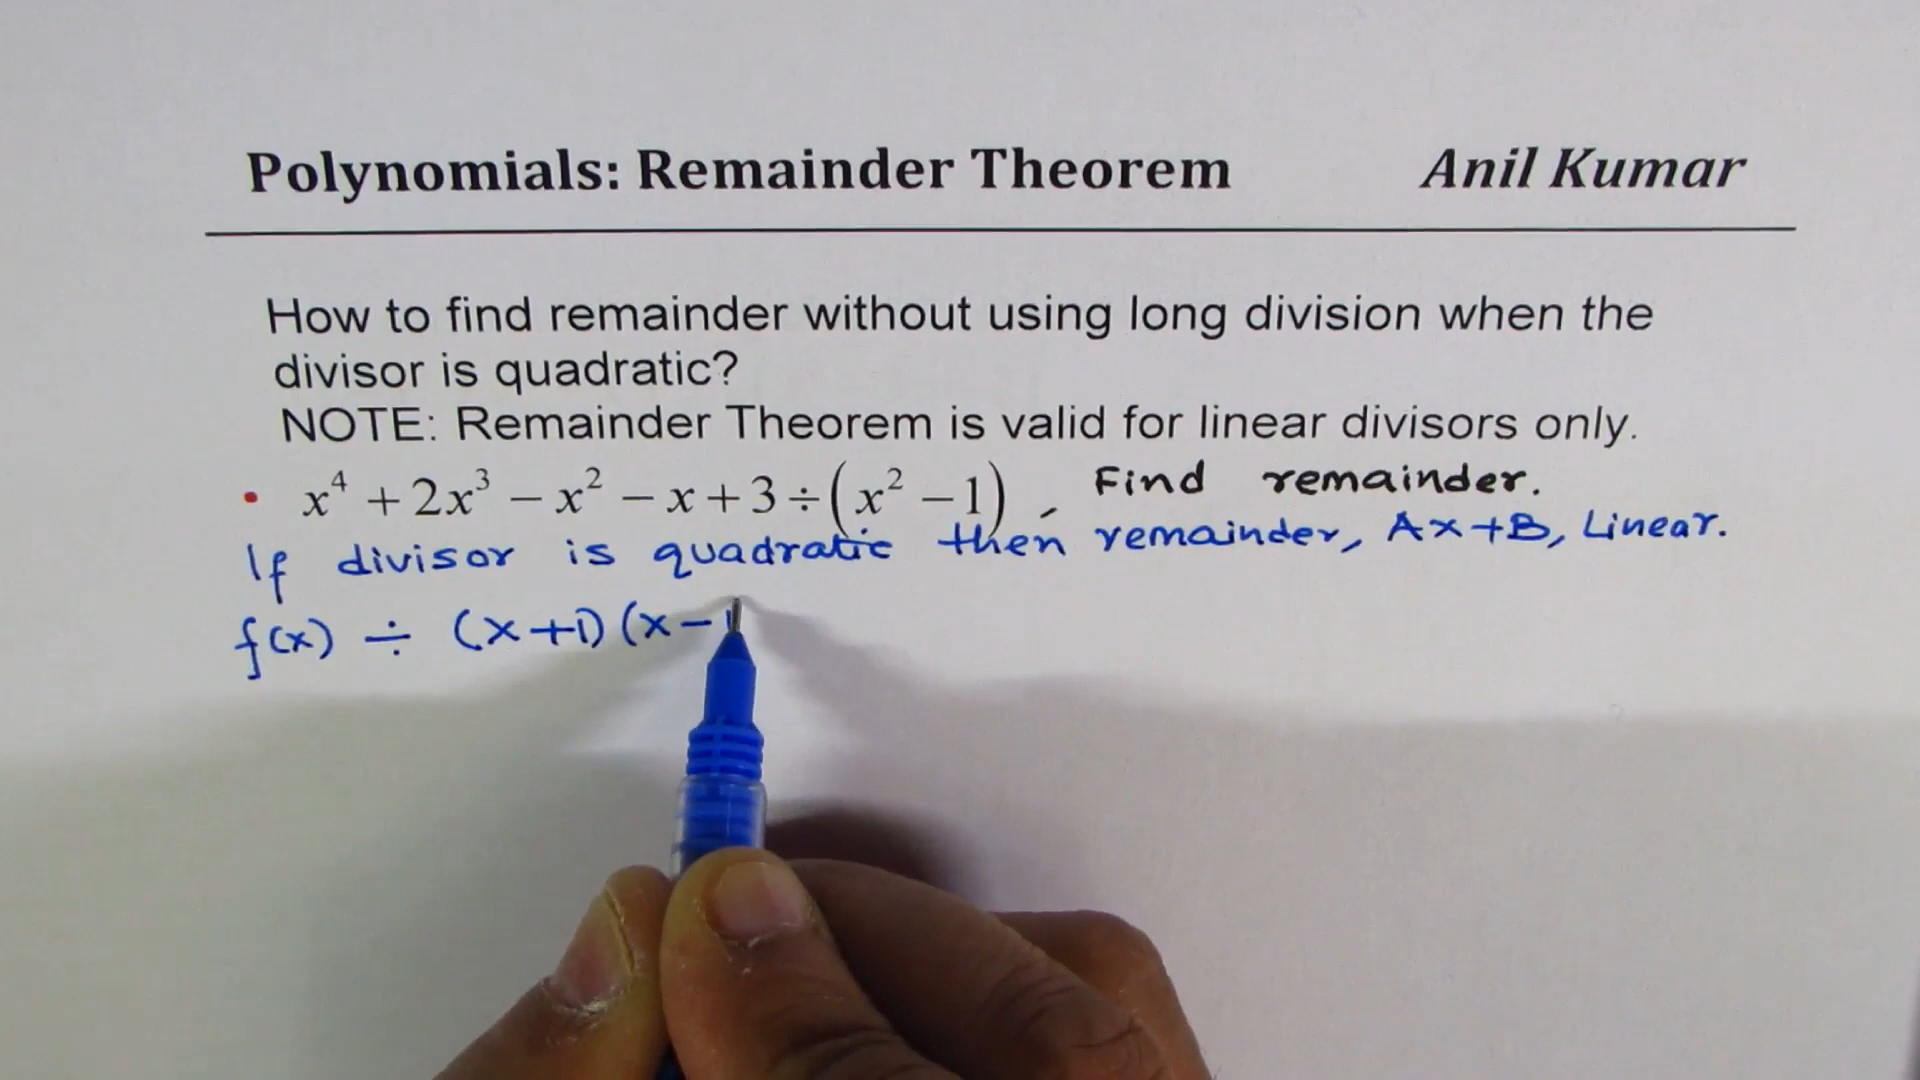 Polynomials: Remainder Theorem Anil Kumar
How to find remainder without using long division when the
divisor is quadratic?
NOTE: Remainder Theorem is valid for linear divisors only.
• x⁴ + 2x³ − x² − x + 3 ÷ (x² − 1), Find remainder.
If divisor is quadratic then remainder, Ax+B, Linear.
f(x) ÷ (x+1)(x−1